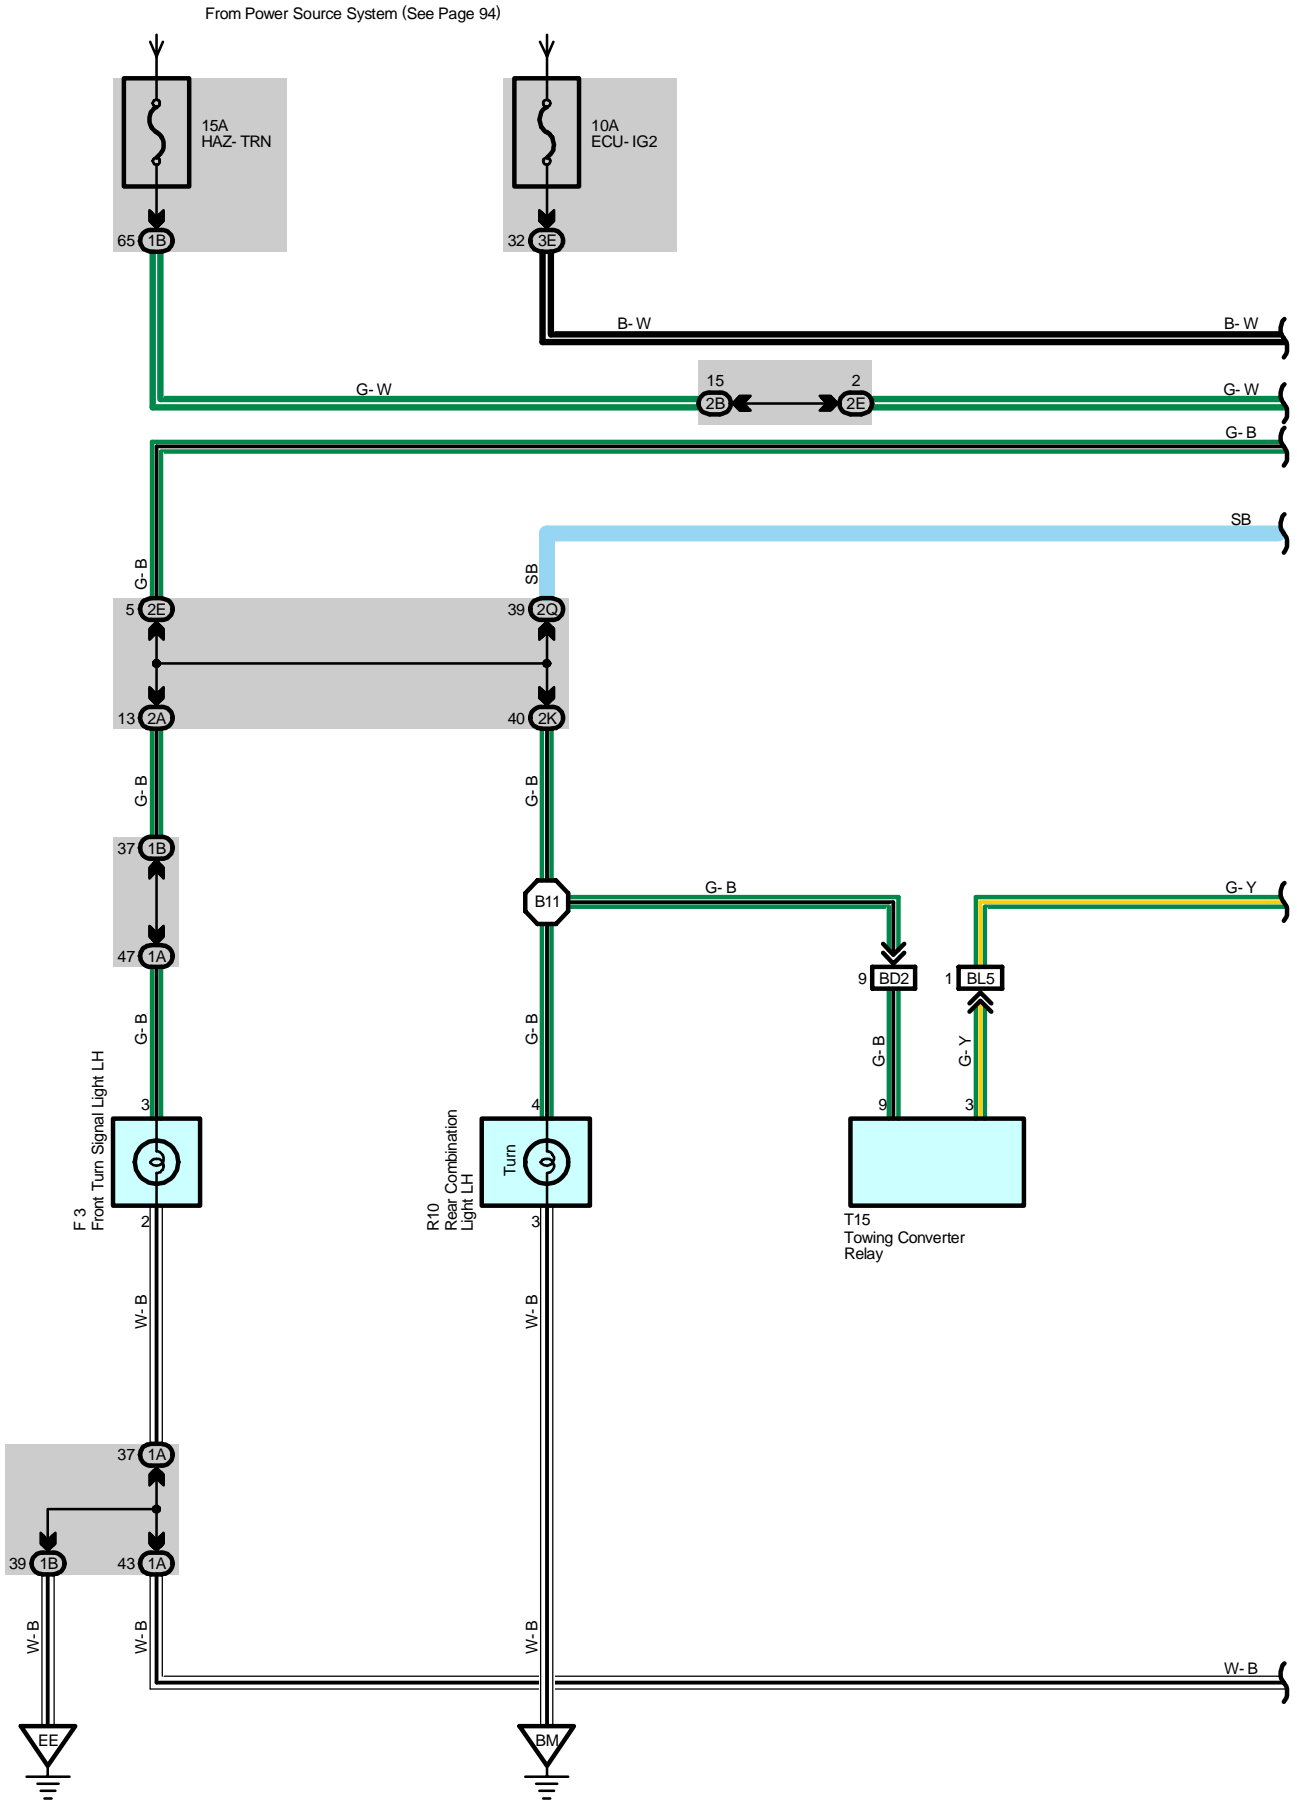 From Power Source System (See Page 94)
15A
HAZ- TRN
10A
ECU- IG2
65 1B
32 3E
B- W
B- W
15
2
G- W
2B
2E
G- W
G- B
SB
G- B
SB
5 2E
39 2Q
13 2A
40 2K
G- B
G- B
37 1B
G- B
G- Y
B11
47 1A
9 BD2
1 BL5
G- B
G- B
G- B
G- Y
3
4
9
3
F 3
Front Turn Signal Light LH
R10
Rear Combination
Light LH
Turn
2
3
T15
Towing Converter
Relay
W- B
W- B
37 1A
39 1B
43 1A
W- B
W- B
W- B
W- B
EE
BM